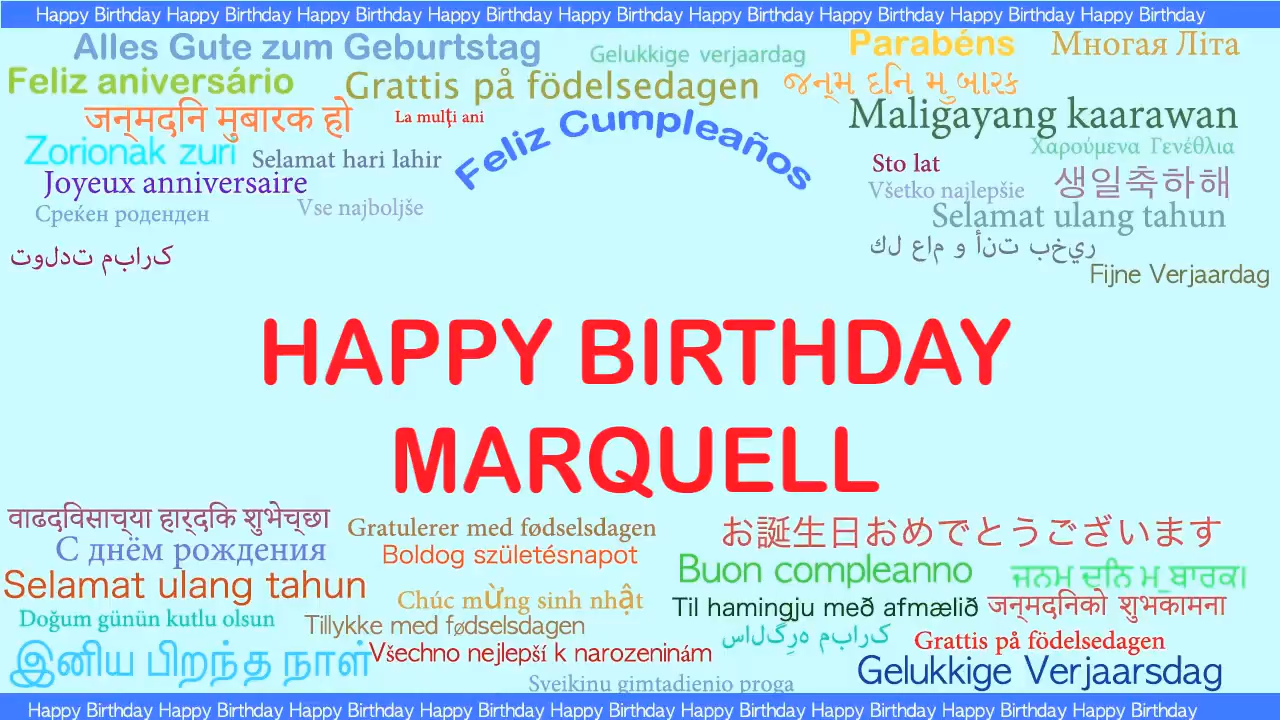 Happy Birthday Happy Birthday Happy Birthday Happy Birthday Happy Birthday Happy Birthday Happy Birthday Happy Birthday Happy Birthday
Alles Gute zum Geburtstag
Gelukkige verjaardag
Parabéns
Многая Літа
Feliz aniversário
Grattis på födelsedagen
જન્મ દિન મુબારક
जन्मदिन मुबारक हो
La mulţi ani
Feliz Cumpleaños
Maligayang kaarawan
Zorionak zuri
Selamat hari lahir
Sto lat
Χαρούμενα Γενέθλια
Joyeux anniversaire
Všetko najlepšie
생일축하해
Среќен роденден
Vse najboljše
Selamat ulang tahun
تولدت مبارک
كل عام و أنت بخير
Fijne Verjaardag
HAPPY BIRTHDAY
MARQUELL
वाढदिवसाच्या हार्दिक शुभेच्छा
Gratulerer med fødselsdagen
お誕生日おめでとうございます
С днём рождения
Boldog születésnapot
Buon compleanno
ਜਨਮ ਦਿਨ ਮੁਬਾਰਕ।
Selamat ulang tahun
Chúc mừng sinh nhật
Til hamingju með afmælið
जन्मदिनको शुभकामना
Doğum günün kutlu olsun
Tillykke med fødselsdagen
سالگرہ مبارک
Grattis på födelsedagen
இனிய பிறந்த நாள்
Všechno nejlepší k narozeninám
Gelukkige Verjaarsdag
Sveikinu gimtadienio proga
Happy Birthday Happy Birthday Happy Birthday Happy Birthday Happy Birthday Happy Birthday Happy Birthday Happy Birthday Happy Birthday